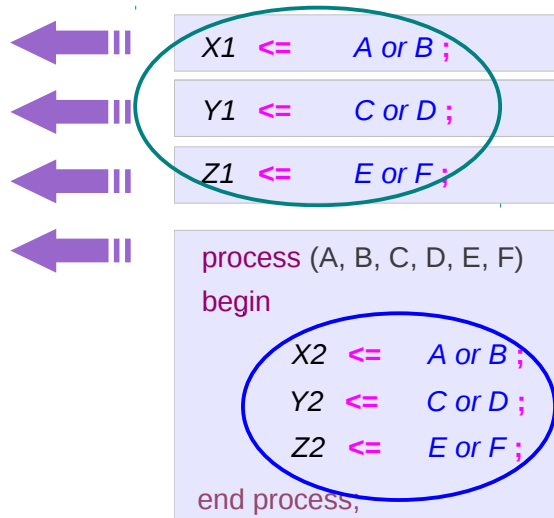 X1 <= A or B ;
Y1 <= C or D ;
Z1 <= E or F ;
process (A, B, C, D, E, F)
begin
X2 <= A or B ;
Y2 <= C or D ;
Z2 <= E or F ;
end process;